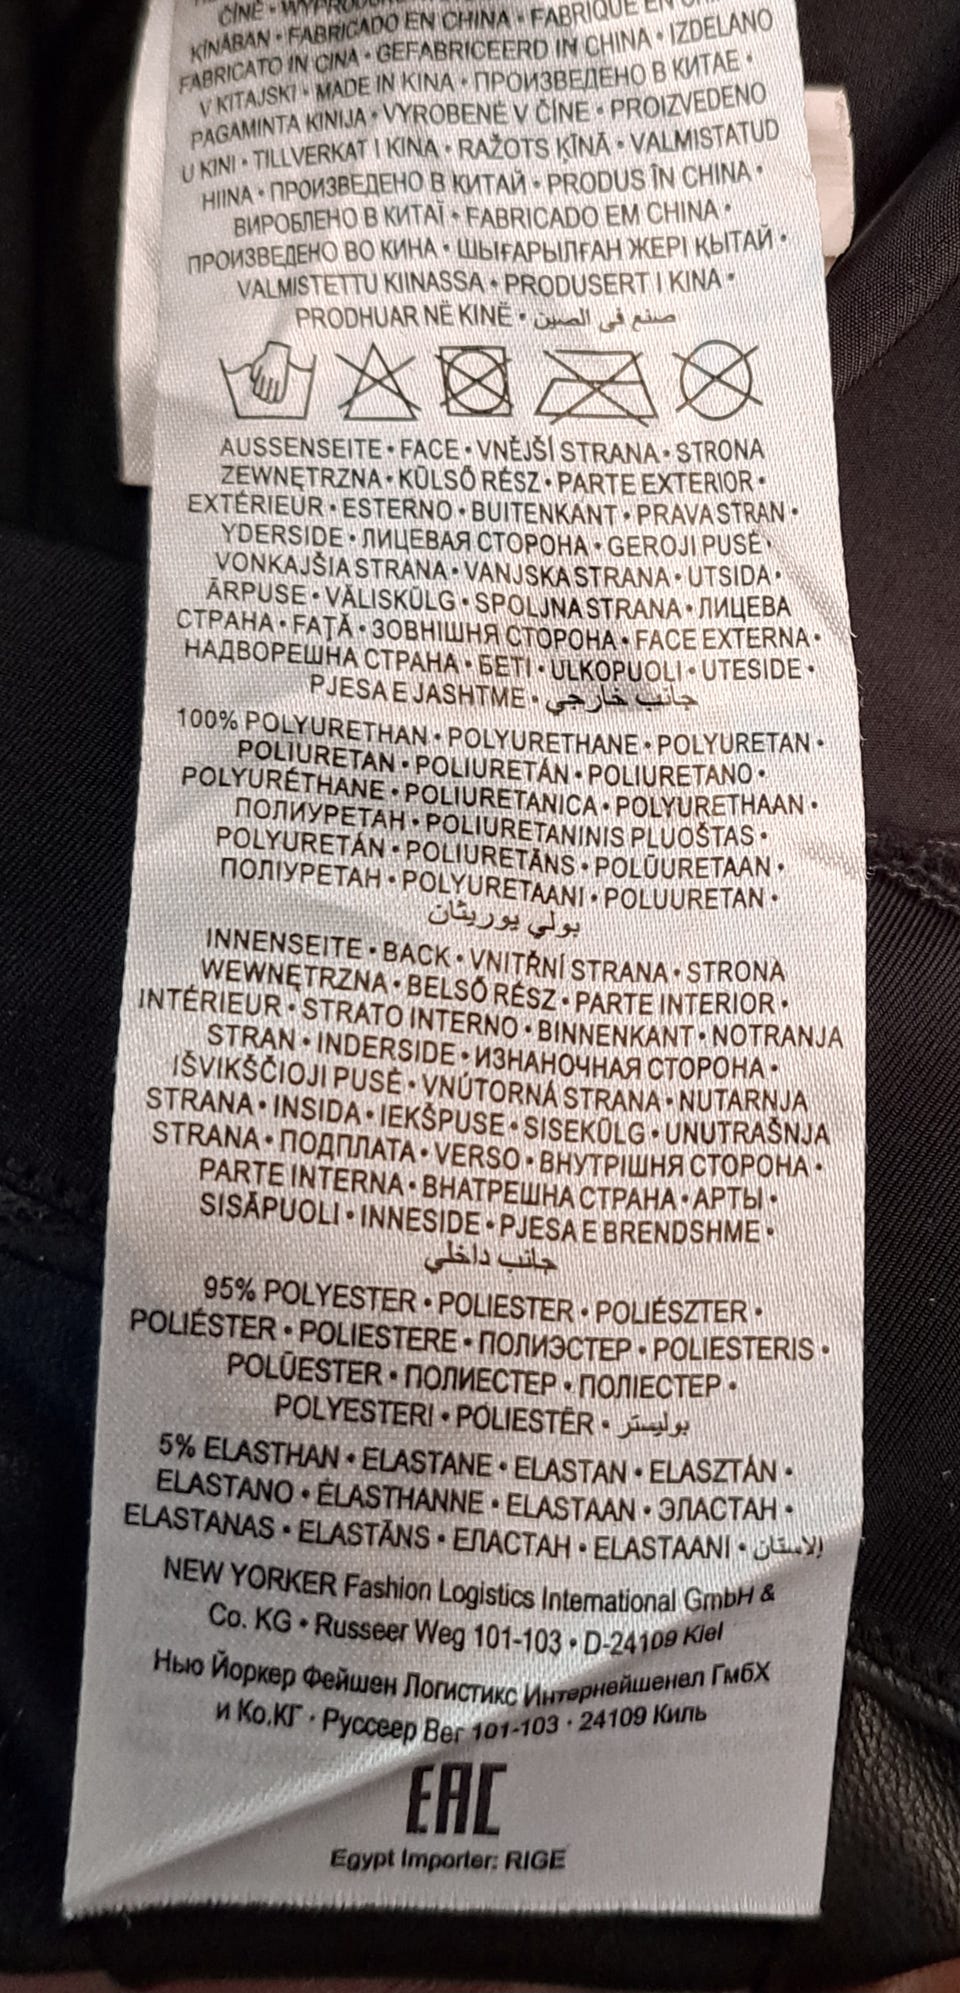 ČÍNĚ •
KÍNÁBAN • FABRICADO EN CHINA • FABRIQUÉ EN
FABRICATO IN CINA • GEFABRICEERD IN CHINA • IZDELANO
V KITAJSKI • MADE IN KINA • ПРОИЗВЕДЕНО В КИТАЕ •
PAGAMINTA KINIJA • VYROBENÉ V ČÍNE • PROIZVEDENO
U KINI • TILLVERKAT I KINA • RAŽOTS ĶĪNĀ • VALMISTATUD
HIINA • ПРОИЗВЕДЕНО В КИТАЙ • PRODUS ÎN CHINA •
ВИРОБЛЕНО В КИТАЇ • FABRICADO EM CHINA •
ПРОИЗВЕДЕНО ВО КИНА • ШЫҒАРЫЛҒАН ЖЕРІ ҚЫТАЙ •
VALMISTETTU KIINASSA • PRODUSERT I KINA •
PRODHUAR NË KINË • صنع في الصين
AUSSENSEITE • FACE • VNĚJŠÍ STRANA • STRONA
ZEWNĘTRZNA • KÜLSŐ RÉSZ • PARTE EXTERIOR •
EXTÉRIEUR • ESTERNO • BUITENKANT • PRAVA STRAN •
YDERSIDE • ЛИЦЕВАЯ СТОРОНА • GEROJI PUSĖ •
VONKAJŠIA STRANA • VANJSKA STRANA • UTSIDA •
ĀRPUSE • VÄLISKÜLG • SPOLJNA STRANA • ЛИЦЕВА
СТРАНА • FAŢĂ • ЗОВНІШНЯ СТОРОНА • FACE EXTERNA •
НАДВОРЕШНА СТРАНА • БЕТІ • ULKOPUOLI • UTESIDE •
PJESA E JASHTME • جانب خارجي
100% POLYURETHAN • POLYURETHANE • POLYURETAN •
POLIURETAN • POLIURETÁN • POLIURETANO •
POLYURÉTHANE • POLIURETANICA • POLYURETHAAN •
ПОЛИУРЕТАН • POLIURETANINIS PLUOŠTAS •
POLYURETÁN • POLIURETĀNS • POLÜURETAAN •
ПОЛІУРЕТАН • POLYURETAANI • POLUURETAN •
بولي يوريثان
INNENSEITE • BACK • VNITŘNÍ STRANA • STRONA
WEWNĘTRZNA • BELSŐ RÉSZ • PARTE INTERIOR •
INTÉRIEUR • STRATO INTERNO • BINNENKANT • NOTRANJA
STRAN • INDERSIDE • ИЗНАНОЧНАЯ СТОРОНА •
IŠVIKŠČIOJI PUSĖ • VNÚTORNÁ STRANA • NUTARNJA
STRANA • INSIDA • IEKŠPUSE • SISEKÜLG • UNUTRAŠNJA
STRANA • ПОДПЛАТА • VERSO • ВНУТРІШНЯ СТОРОНА •
PARTE INTERNA • ВНАТРЕШНА СТРАНА • АРТЫ •
SISÄPUOLI • INNESIDE • PJESA E BRENDSHME •
جانب داخلي
95% POLYESTER • POLIESTER • POLIÉSZTER •
POLIÉSTER • POLIESTERE • ПОЛИЭСТЕР • POLIESTERIS •
POLÜESTER • ПОЛИЕСТЕР • ПОЛІЕСТЕР •
POLYESTERI • POLIESTËR • بوليستر
5% ELASTHAN • ELASTANE • ELASTAN • ELASZTÁN •
ELASTANO • ÉLASTHANNE • ELASTAAN • ЭЛАСТАН •
ELASTANAS • ELASTĀNS • ЕЛАСТАН • ELASTAANI • إلاستان
NEW YORKER Fashion Logistics International GmbH &
Co. KG • Russeer Weg 101-103 • D-24109 Kiel
Нью Йоркер Фейшен Логистикс Интернейшенел ГмбХ
и Ко.КГ • Руссеер Вег 101-103 • 24109 Киль
EAC
Egypt Importer: RIGE